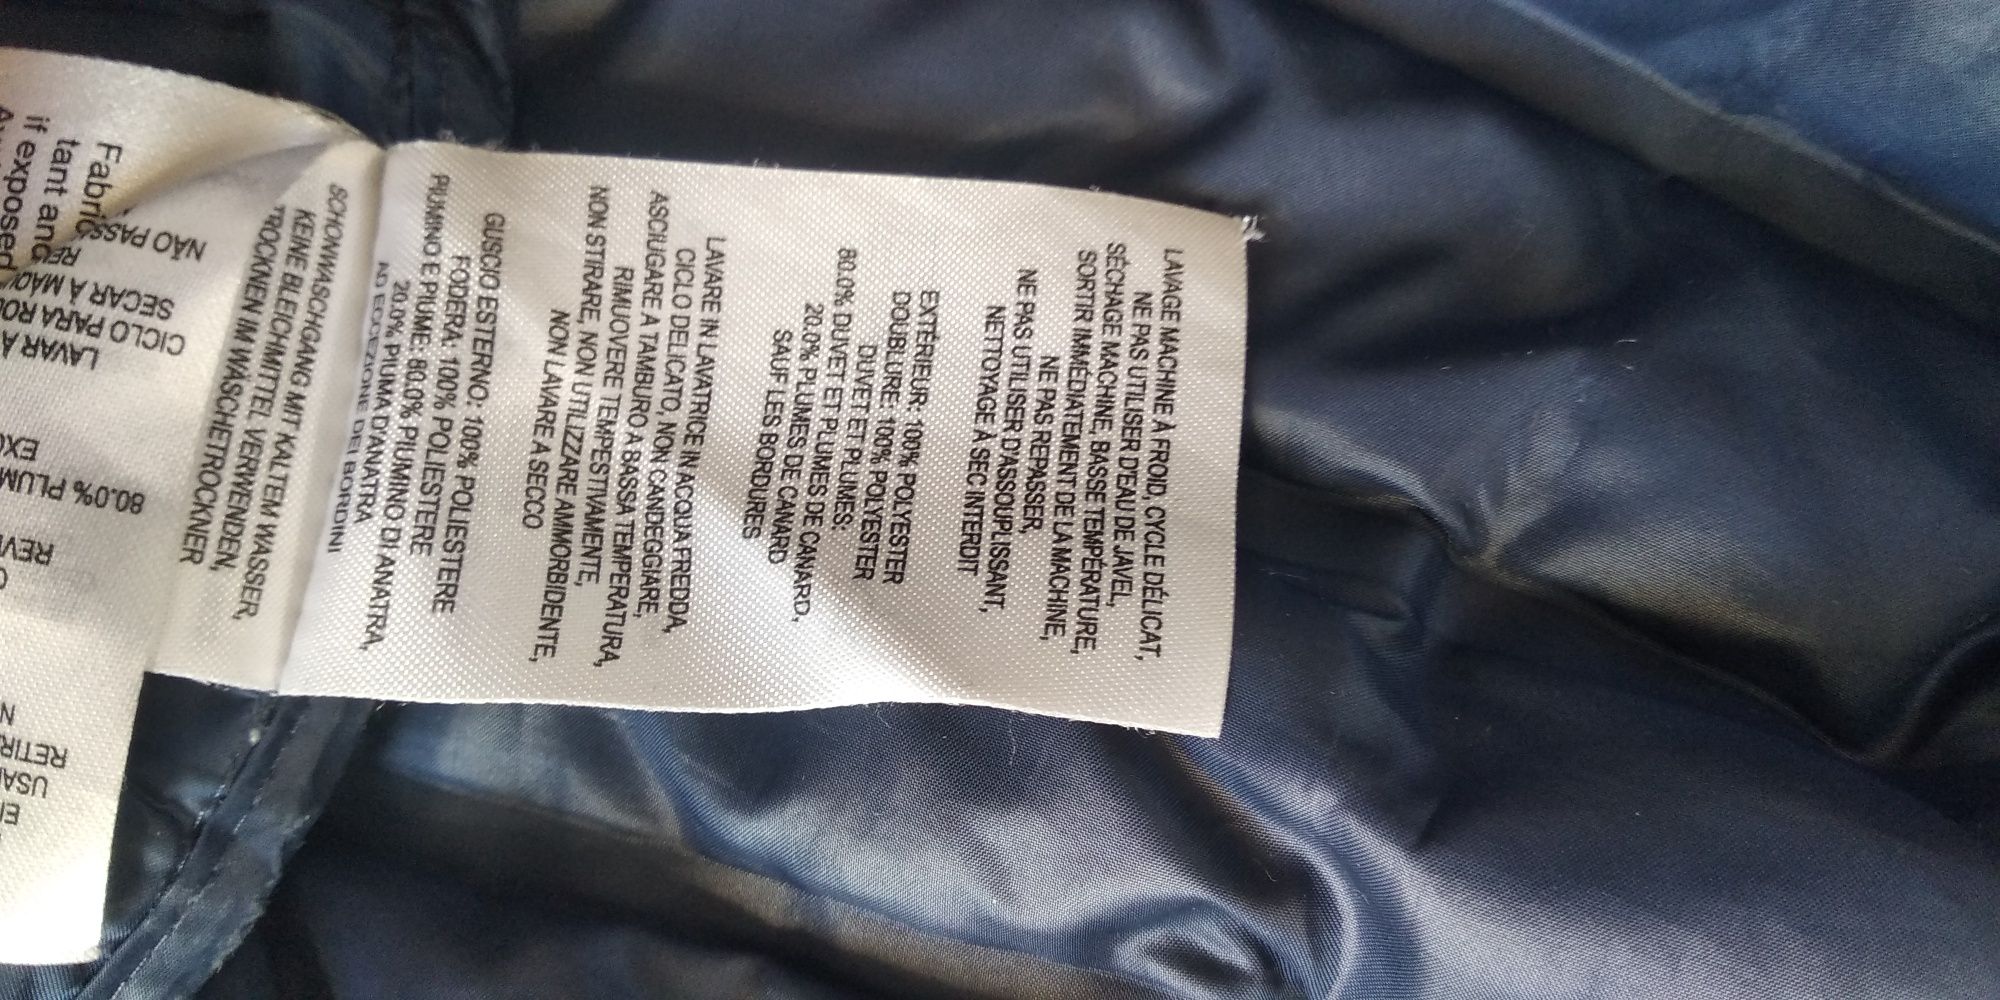 LAVAGE MACHINE À FROID, CYCLE DÉLICAT,
NE PAS UTILISER D'EAU DE JAVEL,
SÉCHAGE MACHINE, BASSE TEMPÉRATURE,
SORTIR IMMÉDIATEMENT DE LA MACHINE,
NE PAS REPASSER,
NE PAS UTILISER D'ASSOUPLISSANT,
NETTOYAGE À SEC INTERDIT
EXTÉRIEUR: 100% POLYESTER
DOUBLURE: 100% POLYESTER
DUVET ET PLUMES:
80.0% DUVET ET PLUMES DE CANARD,
20.0% PLUMES DE CANARD
SAUF LES BORDURES
LAVARE IN LAVATRICE IN ACQUA FREDDA,
CICLO DELICATO, NON CANDEGGIARE,
ASCIUGARE A TAMBURO A BASSA TEMPERATURA,
RIMUOVERE TEMPESTIVAMENTE,
NON STIRARE, NON UTILIZZARE AMMORBIDENTE,
NON LAVARE A SECCO
GUSCIO ESTERNO: 100% POLIESTERE
FODERA: 100% POLIESTERE
PIUMINO E PIUME: 80.0% PIUMINO DI ANATRA,
20.0% PIUMA D'ANATRA
AD ECCEZIONE DEI BORDINI
SCHONWASCHGANG MIT KALTEM WASSER,
KEINE BLEICHMITTEL VERWENDEN,
TROCKNEN IM WÄSCHETROCKNER
Fabric
tant and
if exposed
LAVAR A
CICLO PARA
SECAR A
NÃO
80.0%